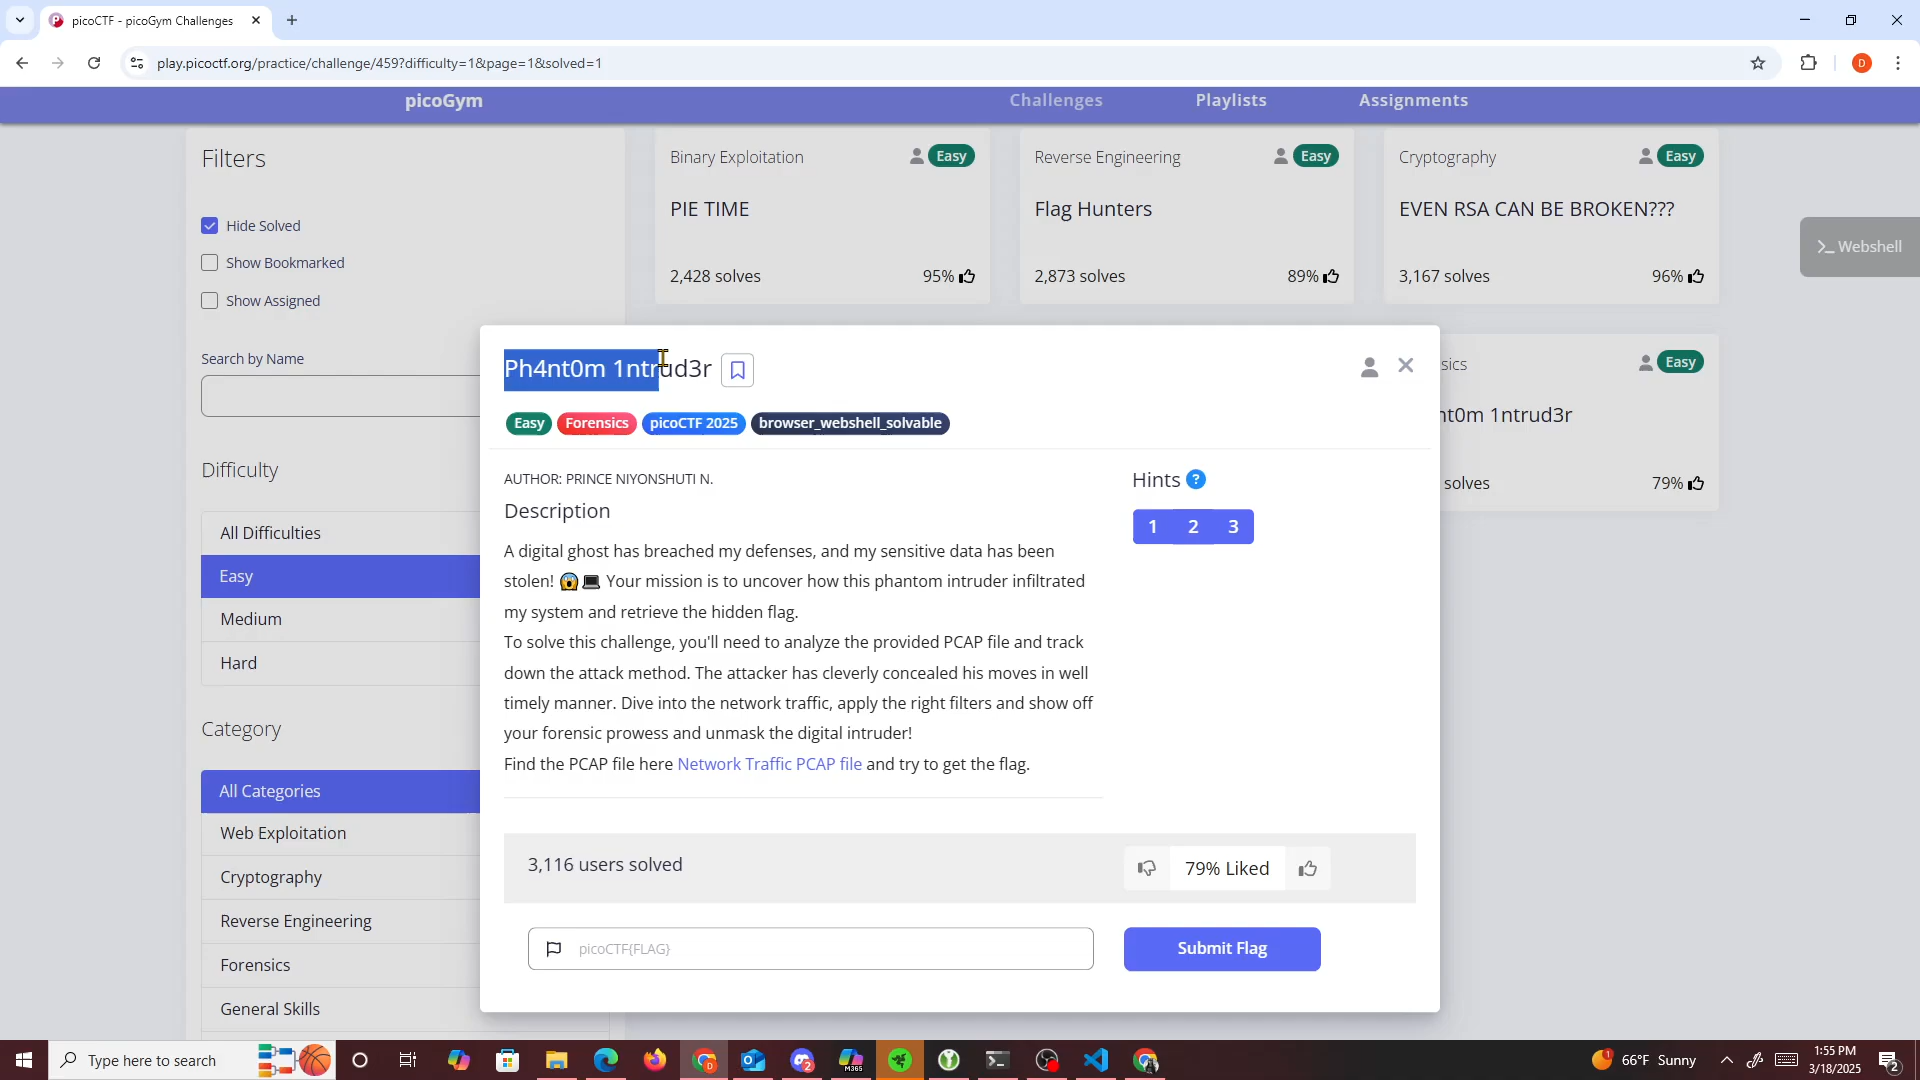 picoCTF - picoGym Challenges
play.picoctf.org/practice/challenge/459?difficulty=1&page=1&solved=1
D
picoGym
Challenges
Playlists
Assignments
Filters
Hide Solved
Show Bookmarked
Show Assigned
Search by Name
Difficulty
All Difficulties
Easy
Medium
Hard
Category
All Categories
Web Exploitation
Cryptography
Reverse Engineering
Forensics
General Skills
Binary Exploitation
Easy
PIE TIME
2,428 solves
95%
Reverse Engineering
Easy
Flag Hunters
2,873 solves
89%
Cryptography
Easy
EVEN RSA CAN BE BROKEN???
3,167 solves
96%
>_ Webshell
sics
Easy
nt0m 1ntrud3r
solves
79%
Ph4nt0m 1ntrud3r
Easy
Forensics
picoCTF 2025
browser_webshell_solvable
AUTHOR: PRINCE NIYONSHUTI N.
Description
A digital ghost has breached my defenses, and my sensitive data has been
stolen! 😱💻 Your mission is to uncover how this phantom intruder infiltrated
my system and retrieve the hidden flag.
To solve this challenge, you'll need to analyze the provided PCAP file and track
down the attack method. The attacker has cleverly concealed his moves in well
timely manner. Dive into the network traffic, apply the right filters and show off
your forensic prowess and unmask the digital intruder!
Find the PCAP file here Network Traffic PCAP file and try to get the flag.
Hints ?
1 2 3
3,116 users solved
79% Liked
picoCTF{FLAG}
Submit Flag
Type here to search
D
2
M365
1
66°F Sunny
1:55 PM
3/18/2025
2